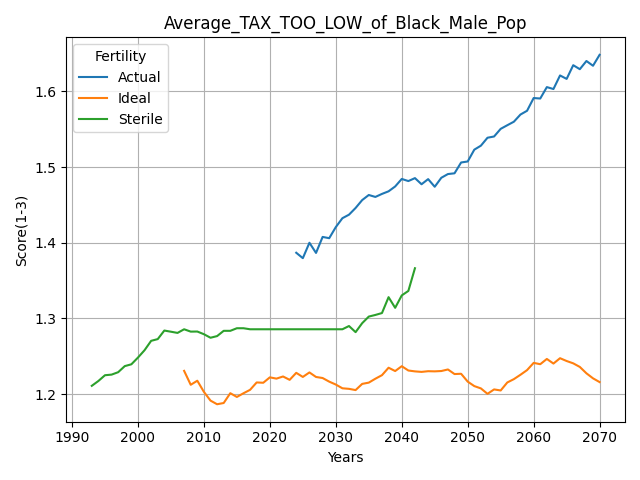 Average_TAX_TOO_LOW_of_Black_Male_Pop
Fertility
Actual
Ideal
Sterile
Score(1-3)
1.6
1.5
1.4
1.3
1.2
1990 2000 2010 2020 2030 2040 2050 2060 2070
Years